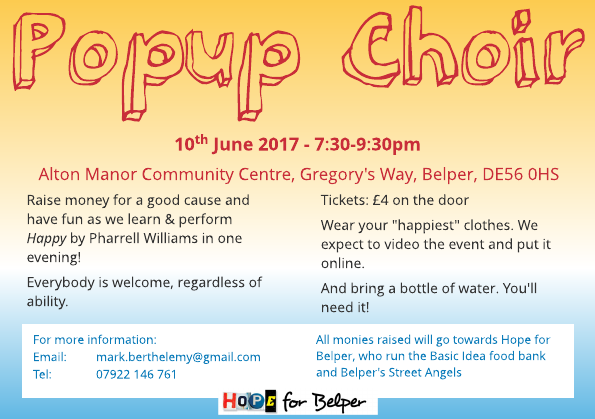 Popup Choir
10th June 2017 - 7:30-9:30pm
Alton Manor Community Centre, Gregory's Way, Belper, DE56 0HS
Raise money for a good cause and
have fun as we learn & perform
Happy by Pharrell Williams in one
evening!
Everybody is welcome, regardless of
ability.
Tickets: £4 on the door
Wear your "happiest" clothes. We
expect to video the event and put it
online.
And bring a bottle of water. You'll
need it!
For more information:
Email: mark.berthelemy@gmail.com
Tel: 07922 146 761
All monies raised will go towards Hope for
Belper, who run the Basic Idea food bank
and Belper's Street Angels
HOPE for Belper